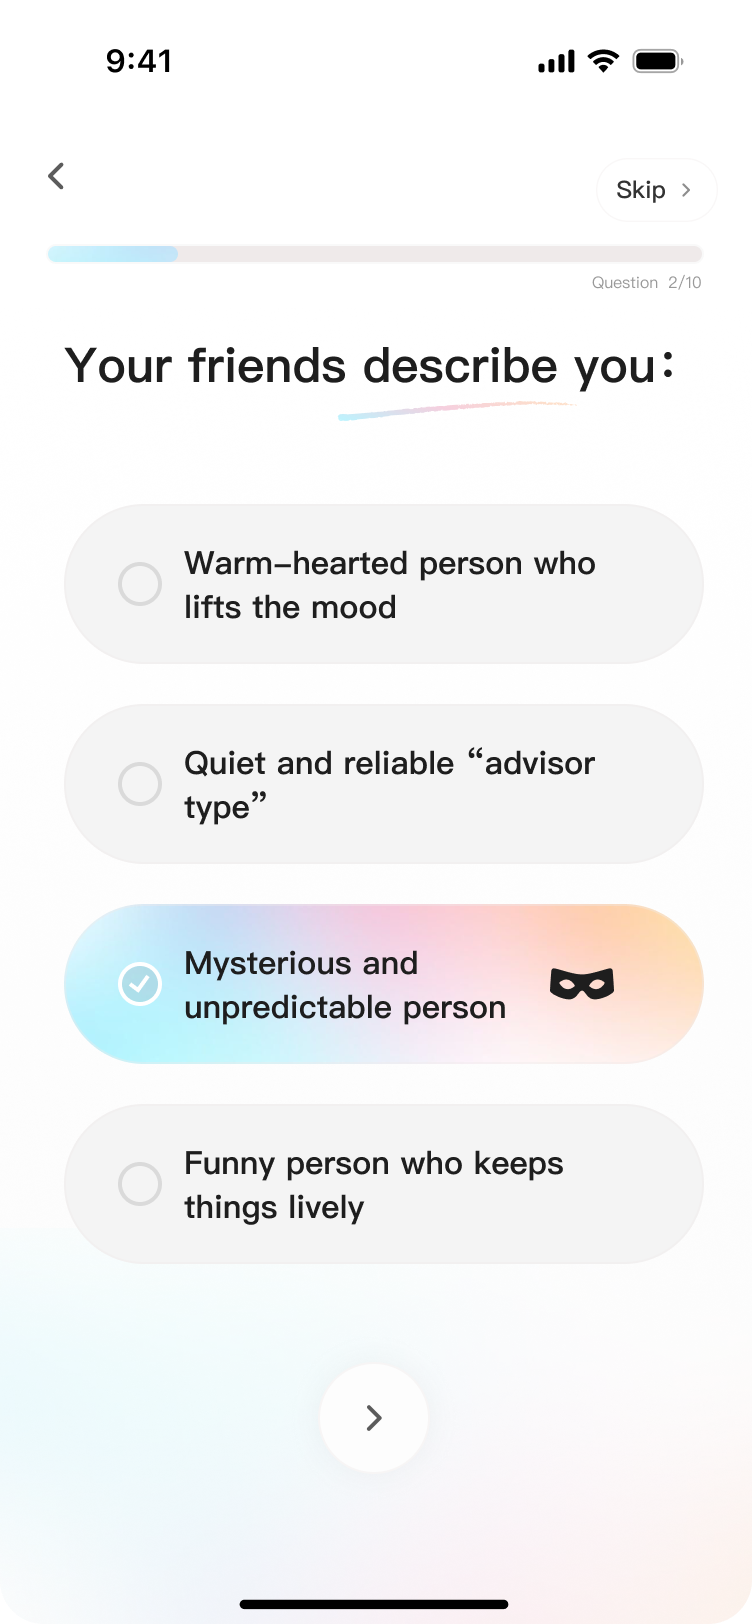 9:41
Skip
Question 2/10
Your friends describe you:
Warm–hearted person who
lifts the mood
Quiet and reliable “advisor
type”
Mysterious and
unpredictable person
Funny person who keeps
things lively